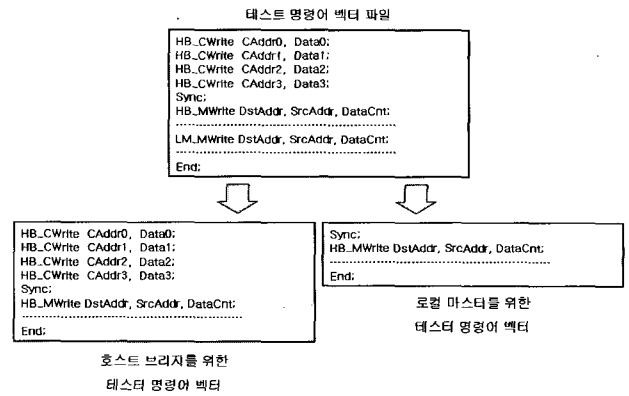 테스트 명령어 벡터 파일
HB_CWrite CAddr0, Data0;
HB_CWrite CAddr1, Data1;
HB_CWrite CAddr2, Data2;
HB_CWrite CAddr3, Data3;
Sync;
HB_MWrite DstAddr, SrcAddr, DataCnt;
LM_MWrite DstAddr, SrcAddr, DataCnt;
End;
HB_CWrite CAddr0, Data0;
HB_CWrite CAddr1, Data1;
HB_CWrite CAddr2, Data2;
HB_CWrite CAddr3, Data3;
Sync;
HB_MWrite DstAddr, SrcAddr, DataCnt;
End;
호스트 브리지를 위한
테스터 명령어 벡터
Sync;
HB_MWrite DstAddr, SrcAddr, DataCnt;
End;
로컬 마스터를 위한
테스터 명령어 벡터